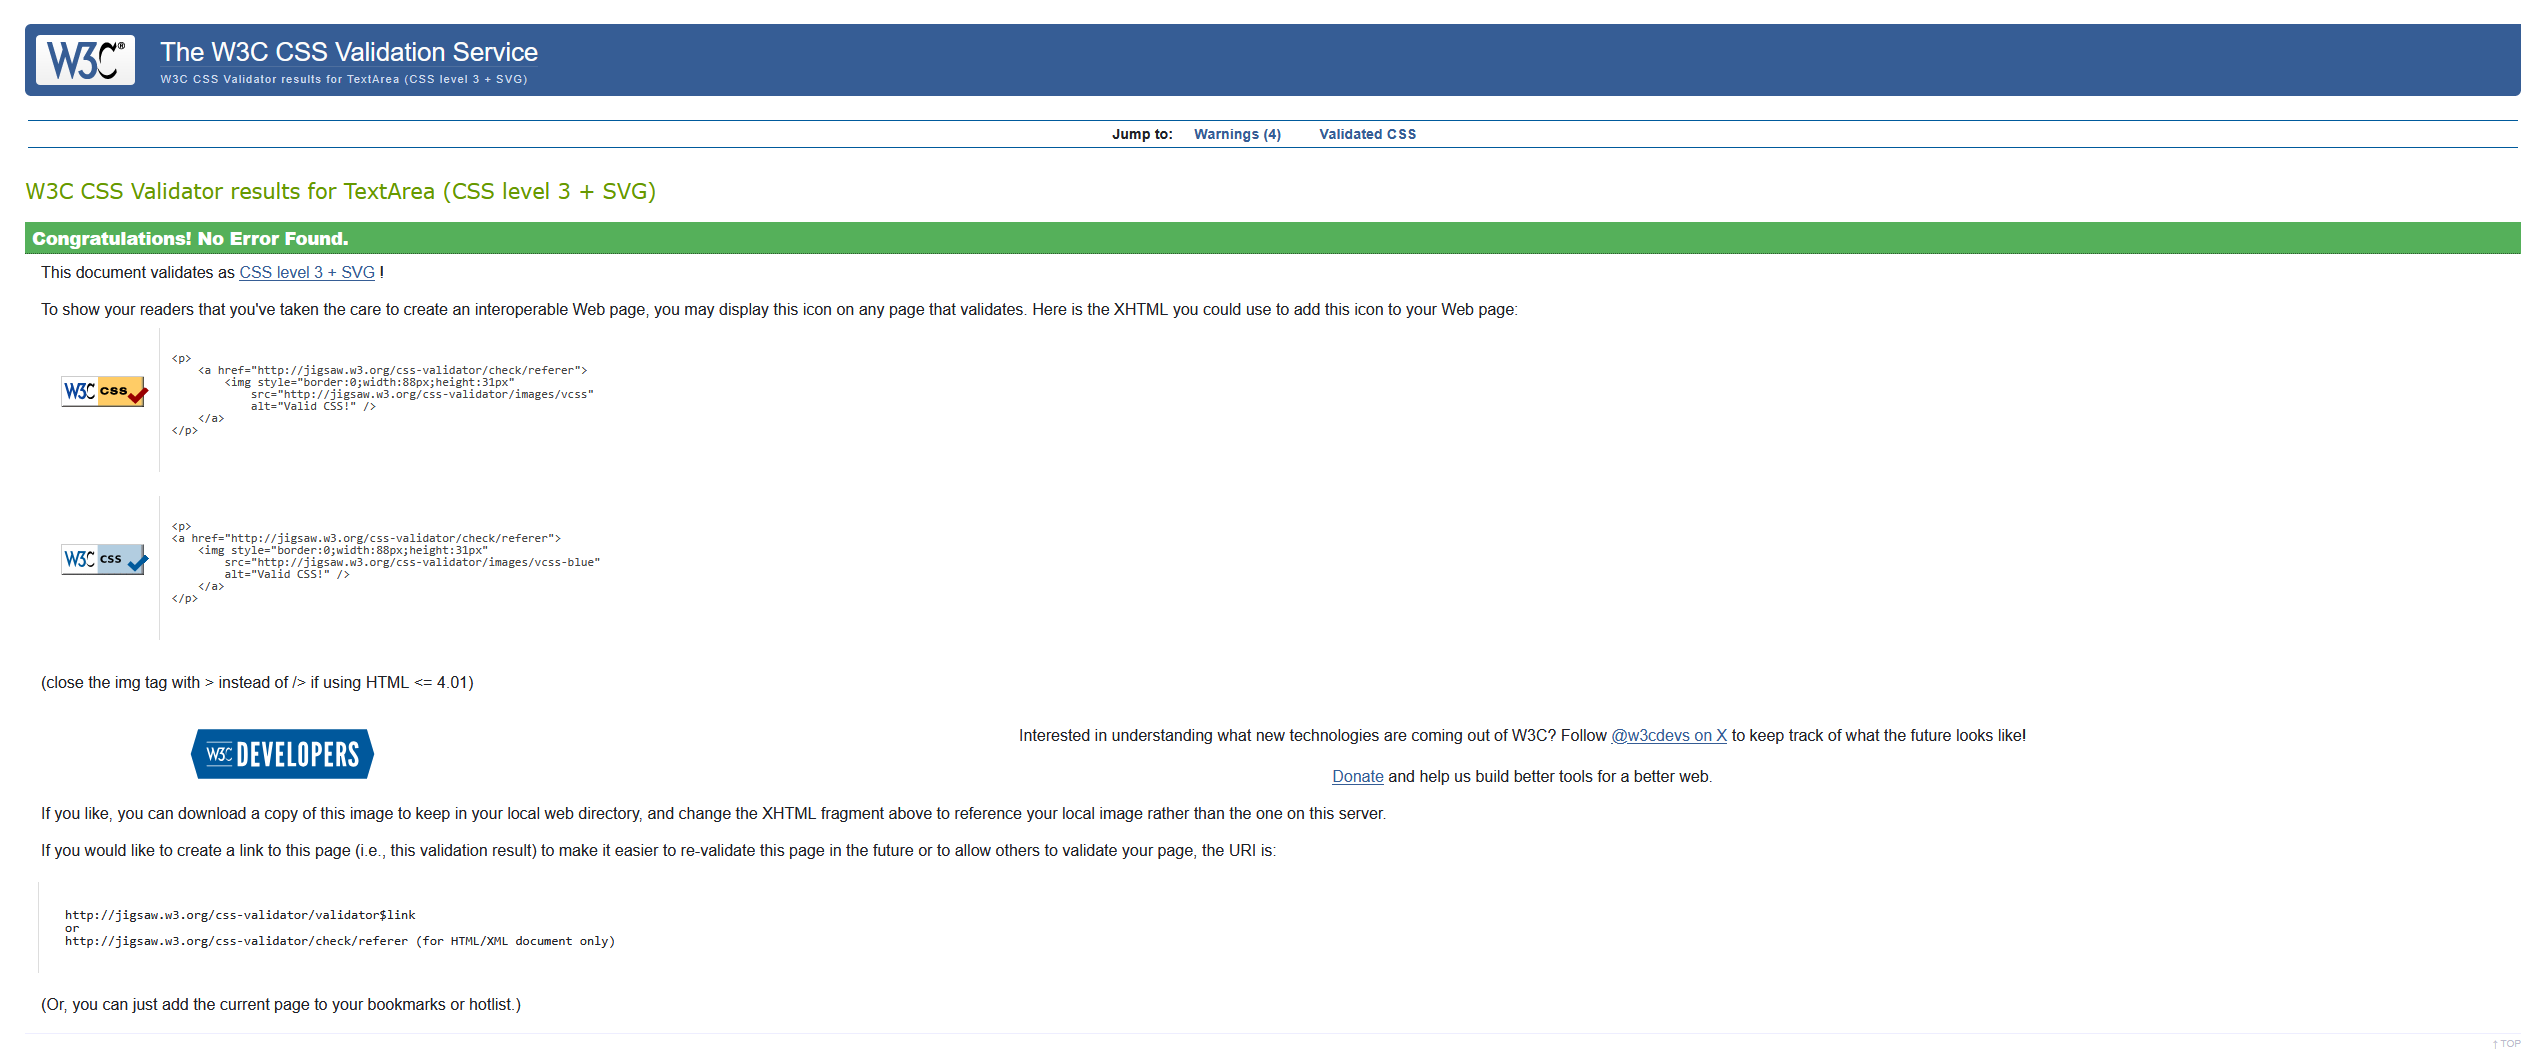 W3C®
The W3C CSS Validation Service
W3C CSS Validator results for TextArea (CSS level 3 + SVG)
Jump to: Warnings (4) Validated CSS
W3C CSS Validator results for TextArea (CSS level 3 + SVG)
Congratulations! No Error Found.
This document validates as CSS level 3 + SVG !
To show your readers that you've taken the care to create an interoperable Web page, you may display this icon on any page that validates. Here is the XHTML you could use to add this icon to your Web page:
W3C css
<p>
    <a href="http://jigsaw.w3.org/css-validator/check/referer">
        <img style="border:0;width:88px;height:31px"
            src="http://jigsaw.w3.org/css-validator/images/vcss"
            alt="Valid CSS!" />
    </a>
</p>
W3C css
<p>
<a href="http://jigsaw.w3.org/css-validator/check/referer">
    <img style="border:0;width:88px;height:31px"
        src="http://jigsaw.w3.org/css-validator/images/vcss-blue"
        alt="Valid CSS!" />
    </a>
</p>
(close the img tag with > instead of /> if using HTML <= 4.01)
W3C DEVELOPERS
Interested in understanding what new technologies are coming out of W3C? Follow @w3cdevs on X to keep track of what the future looks like!
Donate and help us build better tools for a better web.
If you like, you can download a copy of this image to keep in your local web directory, and change the XHTML fragment above to reference your local image rather than the one on this server.
If you would like to create a link to this page (i.e., this validation result) to make it easier to re-validate this page in the future or to allow others to validate your page, the URI is:
http://jigsaw.w3.org/css-validator/validator$link
or
http://jigsaw.w3.org/css-validator/check/referer (for HTML/XML document only)
(Or, you can just add the current page to your bookmarks or hotlist.)
↑ TOP